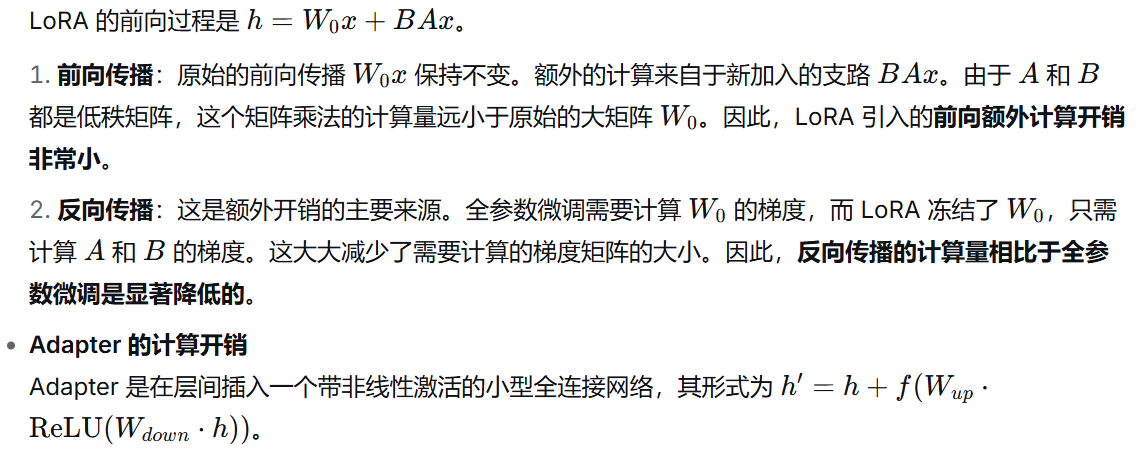 LoRA 的前向过程是 h = W₀x + BAx。
1. 前向传播：原始的前向传播 W₀x 保持不变。额外的计算来自于新加入的支路 BAx。由于 A 和 B
都是低秩矩阵，这个矩阵乘法的计算量远小于原始的大矩阵 W₀。因此，LoRA 引入的前向额外计算开销
非常小。
2. 反向传播：这是额外开销的主要来源。全参数微调需要计算 W₀ 的梯度，而 LoRA 冻结了 W₀，只需
计算 A 和 B 的梯度。这大大减少了需要计算的梯度矩阵的大小。因此，反向传播的计算量相比于全参
数微调是显著降低的。
• Adapter 的计算开销
Adapter 是在层间插入一个带非线性激活的小型全连接网络，其形式为 h′ = h + f(W_{up} ·
ReLU(W_{down} · h))。